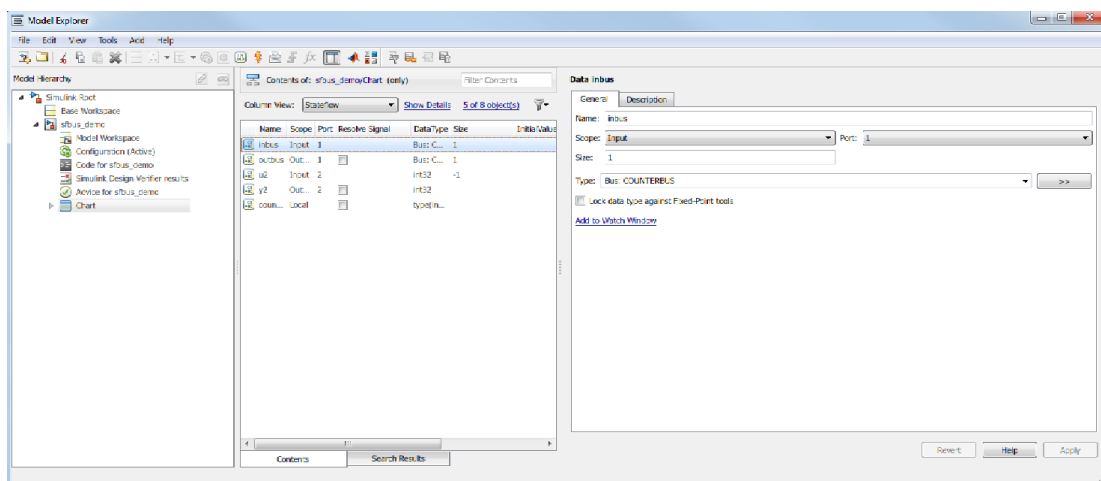 Model Explorer
File Edit View Tools Add Help
Model Hierarchy
Simulink Root
Base Workspace
sfbus_demo
Model Workspace
Configuration (Active)
Code for sfbus_demo
Simulink Design Verifier results
Advice for sfbus_demo
Chart
Contents of: sfbus_demo/Chart (only)
Filter Contents
Column View: Stateflow Show Details 5 of 8 object(s)
Name Scope Port Resolve Signal DataType Size InitialValue
inbus Input 1 Bus: C... 1
outbus Out... 1 Bus: C... 1
u2 Input 2 int32 -1
y2 Out... 2 int32
coun... Local type(in...
Contents Search Results
Data inbus
General Description
Name: inbus
Scope: Input Port: 1
Size: 1
Type: Bus: COUNTERBUS >>
Lock data type against Fixed-Point tools
Add to Watch Window
Revert Help Apply